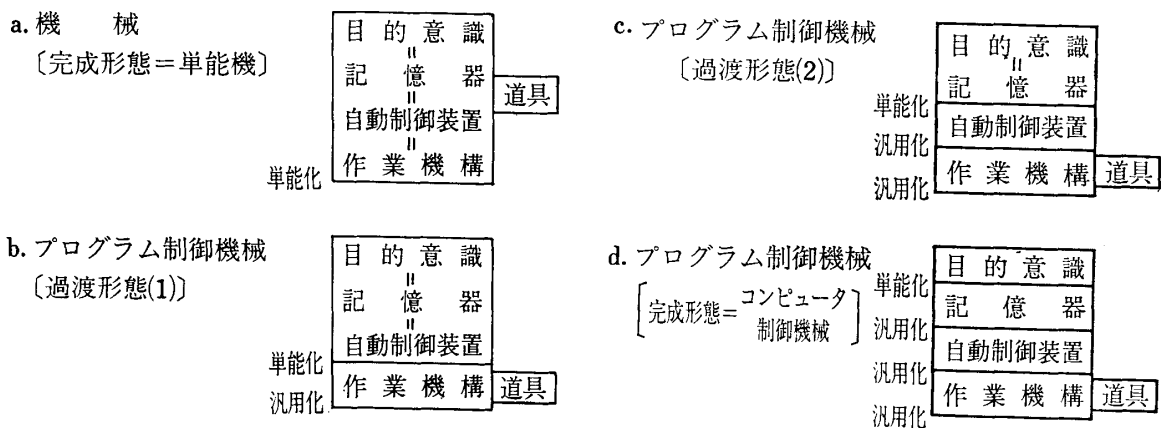 a. 機　械
〔完成形態＝単能機〕
目的意識
＝
記憶器
＝
自動制御装置
＝
作業機構
道具
単能化
b. プログラム制御機械
〔過渡形態(1)〕
目的意識
＝
記憶器
＝
自動制御装置
作業機構
道具
単能化
汎用化
c. プログラム制御機械
〔過渡形態(2)〕
目的意識
＝
記憶器
自動制御装置
作業機構
道具
単能化
汎用化
汎用化
d. プログラム制御機械
〔完成形態＝コンピュータ
制御機械〕
目的意識
記憶器
自動制御装置
作業機構
道具
単能化
汎用化
汎用化
汎用化